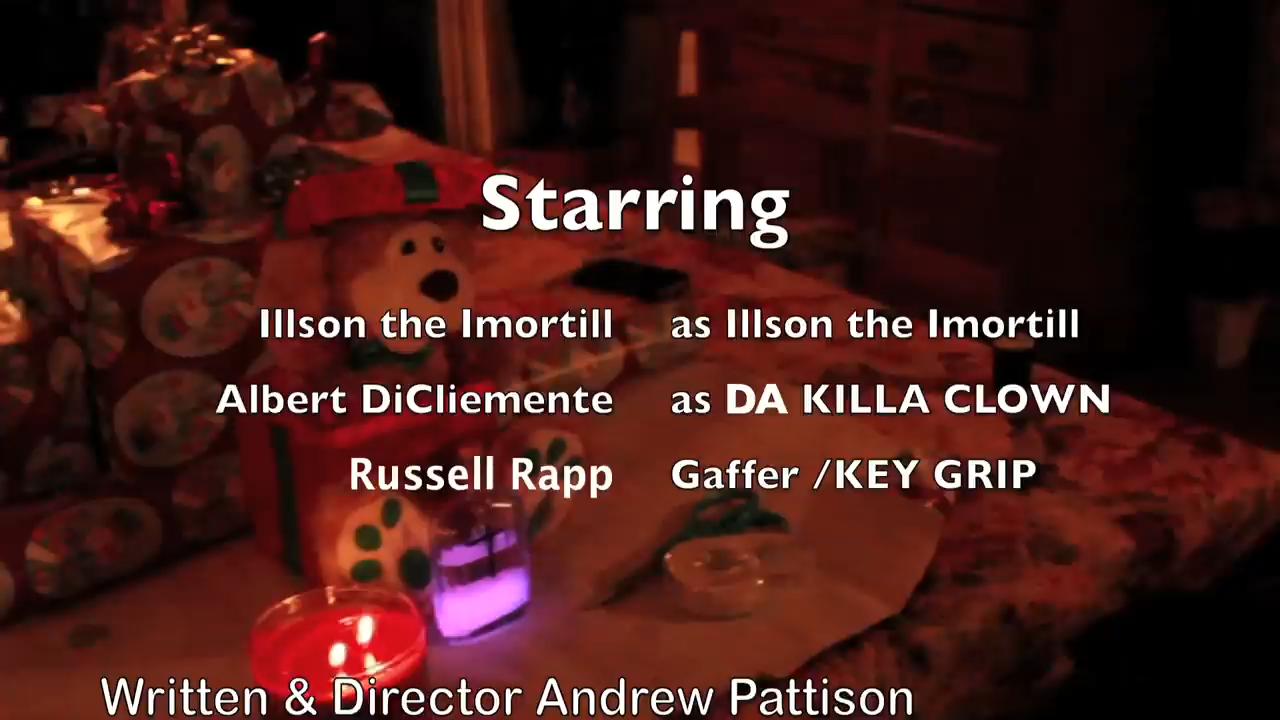 Starring
Illson the Imortill as Illson the Imortill
Albert DiCliemente as DA KILLA CLOWN
Russell Rapp Gaffer /KEY GRIP
Written & Director Andrew Pattison